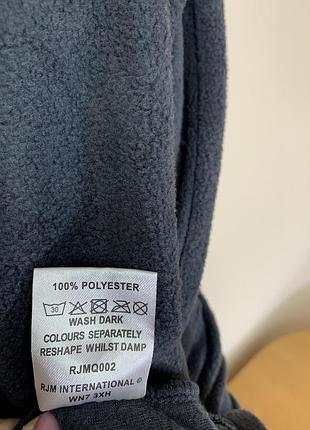 100% POLYESTER
30
WASH DARK
COLOURS SEPARATELY
RESHAPE WHILST DAMP
RJMQ002
RJM INTERNATIONAL ©
WN7 3XH